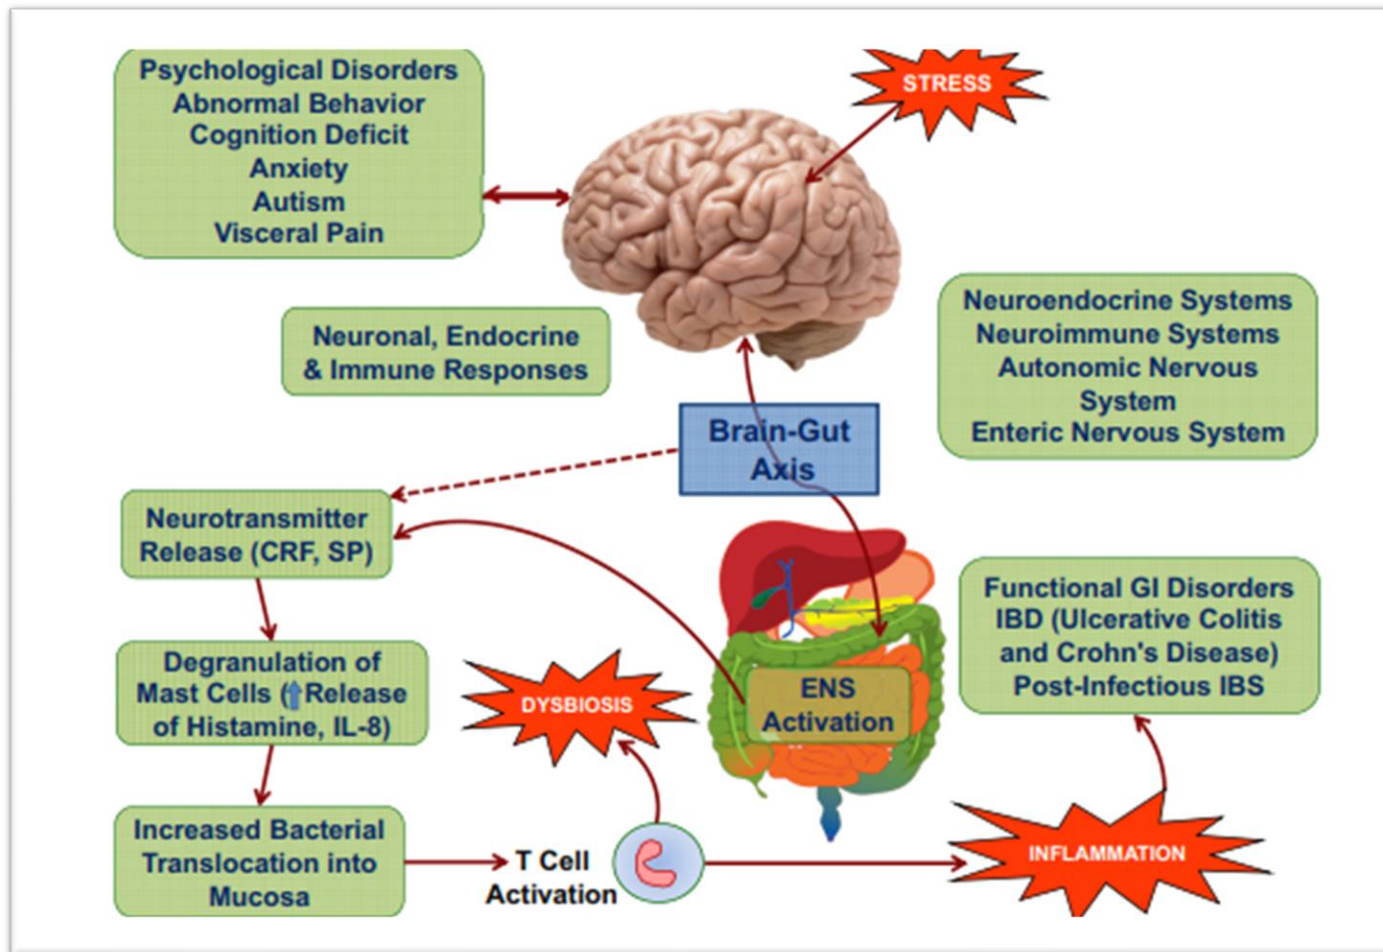 Psychological Disorders
Abnormal Behavior
Cognition Deficit
Anxiety
Autism
Visceral Pain
STRESS
Neuronal, Endocrine
& Immune Responses
Neuroendocrine Systems
Neuroimmune Systems
Autonomic Nervous
System
Enteric Nervous System
Brain-Gut
Axis
Neurotransmitter
Release (CRF, SP)
Degranulation of
Mast Cells (⬆Release
of Histamine, IL-8)
DYSBIOSIS
ENS
Activation
Functional GI Disorders
IBD (Ulcerative Colitis
and Crohn's Disease)
Post-Infectious IBS
Increased Bacterial
Translocation into
Mucosa
T Cell
Activation
INFLAMMATION